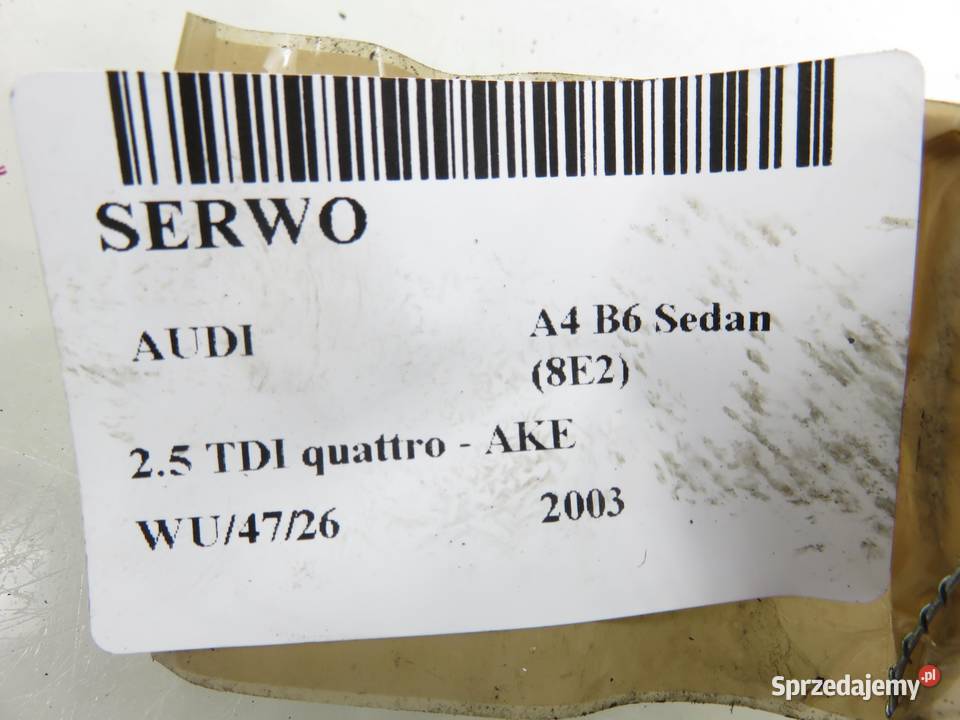 SERWO
AUDI
A4 B6 Sedan
(8E2)
2.5 TDI quattro - AKE
WU/47/26
2003
Sprzedajemy.pl